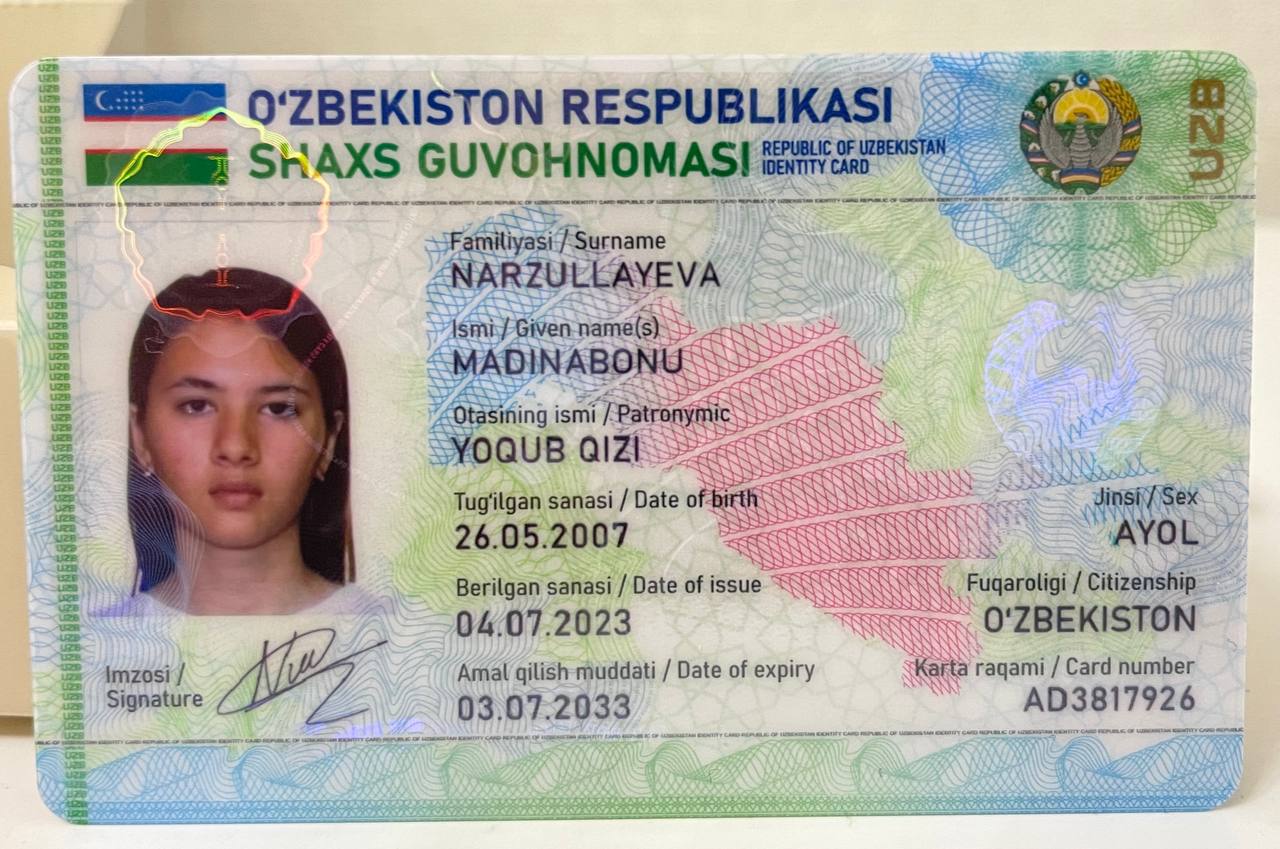 O‘ZBEKISTON RESPUBLIKASI
SHAXS GUVOHNOMASI
REPUBLIC OF UZBEKISTAN
IDENTITY CARD
UZB
Familiyasi / Surname
NARZULLAYEVA
Ismi / Given name(s)
MADINABONU
Otasining ismi / Patronymic
YOQUB QIZI
Tug‘ilgan sanasi / Date of birth
26.05.2007
Jinsi / Sex
AYOL
Berilgan sanasi / Date of issue
04.07.2023
Fuqaroligi / Citizenship
O‘ZBEKISTON
Amal qilish muddati / Date of expiry
03.07.2033
Karta raqami / Card number
AD3817926
Imzosi /
Signature